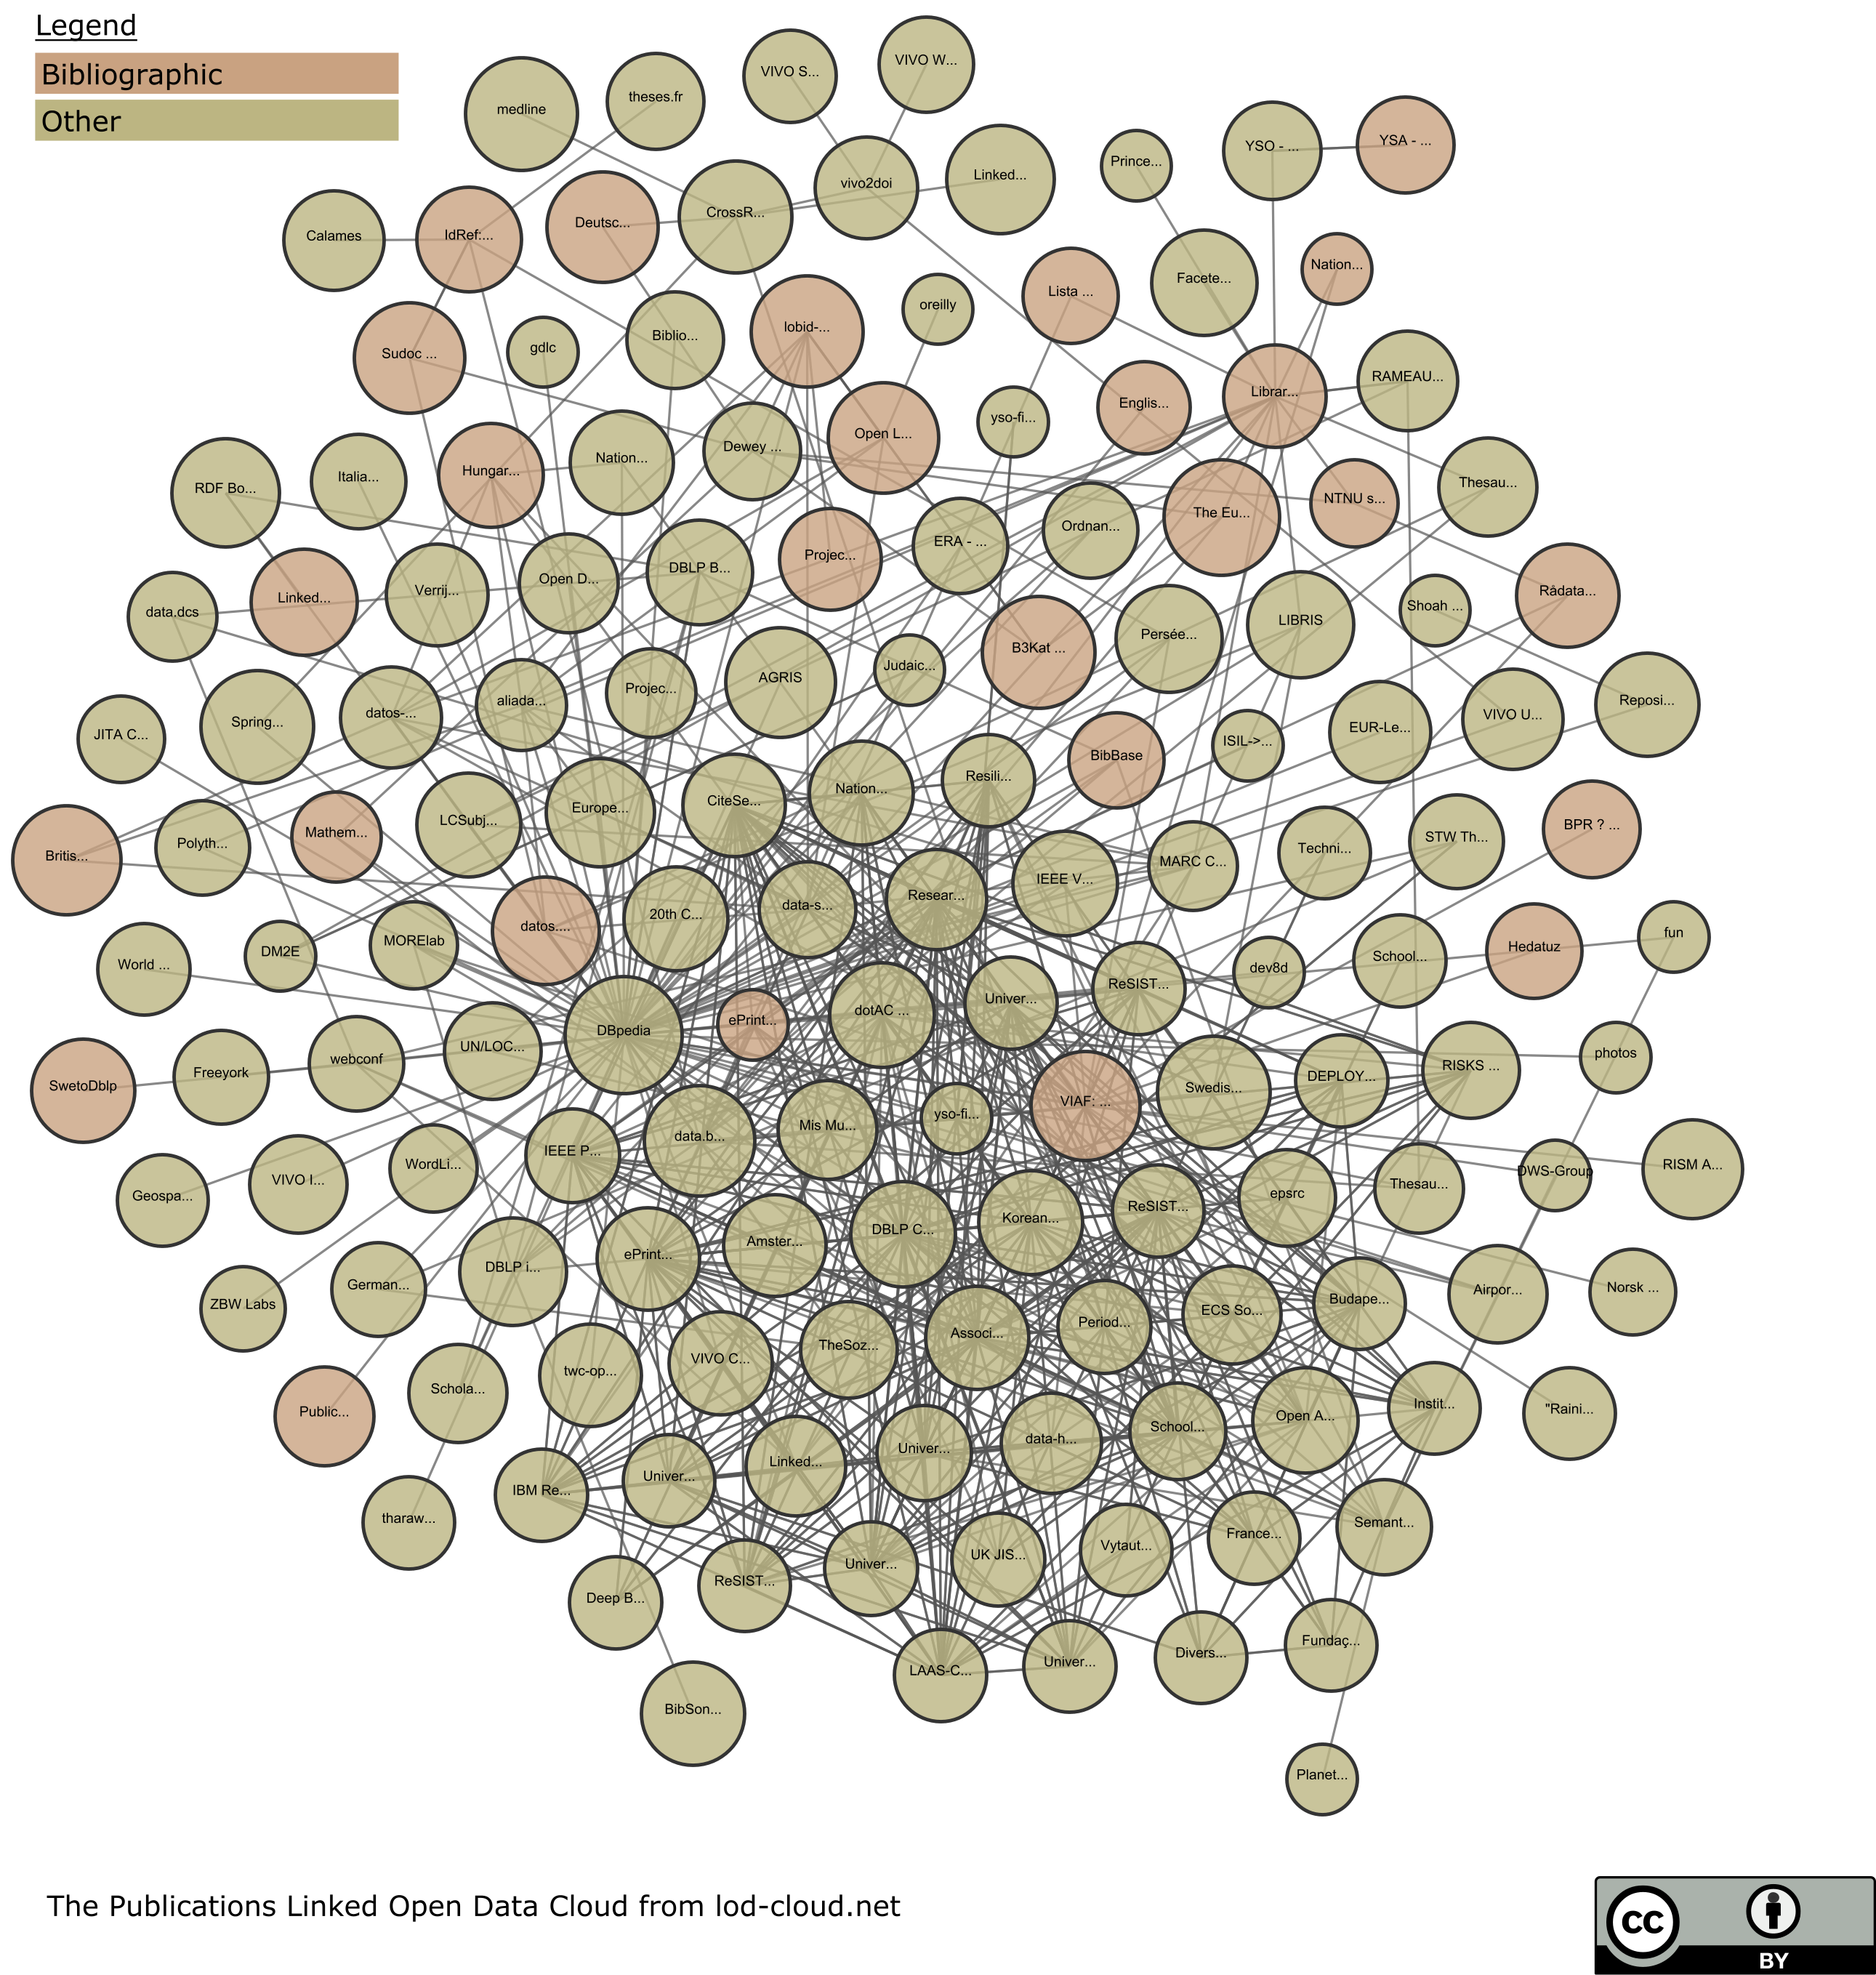 Legend
Bibliographic
Other
VIVO S...
VIVO W...
medline
theses.fr
YSO - ...
YSA - ...
Prince...
vivo2doi
Linked...
CrossR...
Deutsc...
IdRef:...
Calames
Facete...
Nation...
Lista ...
oreilly
lobid-...
Biblio...
gdlc
Sudoc ...
RAMEAU...
Librar...
Englis...
yso-fi...
Open L...
Dewey ...
Nation...
Hungar...
Italia...
RDF Bo...
Thesau...
NTNU s...
The Eu...
Ordnan...
ERA - ...
Projec...
DBLP B...
Open D...
Verrij...
Linked...
data.dcs
Rådata...
Shoah ...
LIBRIS
Persée...
B3Kat ...
Judaic...
AGRIS
Projec...
aliada...
datos-...
Spring...
JITA C...
Reposi...
VIVO U...
EUR-Le...
ISIL->...
BibBase
Resili...
Nation...
CiteSe...
Europe...
LCSubj...
Mathem...
Polyth...
Britis...
BPR ? ...
STW Th...
Techni...
MARC C...
IEEE V...
Resear...
data-s...
20th C...
datos....
MORElab
DM2E
World ...
fun
Hedatuz
School...
dev8d
ReSIST...
Univer...
dotAC ...
ePrint...
DBpedia
UN/LOC...
webconf
Freeyork
SwetoDblp
photos
RISKS ...
DEPLOY...
Swedis...
VIAF: ...
yso-fi...
Mis Mu...
data.b...
IEEE P...
WordLi...
VIVO I...
Geospa...
RISM A...
DWS-Group
Thesau...
epsrc
ReSIST...
Korean...
DBLP C...
Amster...
ePrint...
DBLP i...
German...
ZBW Labs
Norsk ...
Airpor...
Budape...
ECS So...
Period...
Associ...
TheSoz...
VIVO C...
twc-op...
Schola...
Public...
"Raini...
Instit...
Open A...
School...
data-h...
Univer...
Linked...
Univer...
IBM Re...
tharaw...
Semant...
France...
Vytaut...
UK JIS...
Univer...
ReSIST...
Deep B...
Fundaç...
Divers...
Univer...
LAAS-C...
BibSon...
Planet...
The Publications Linked Open Data Cloud from lod-cloud.net
cc
BY